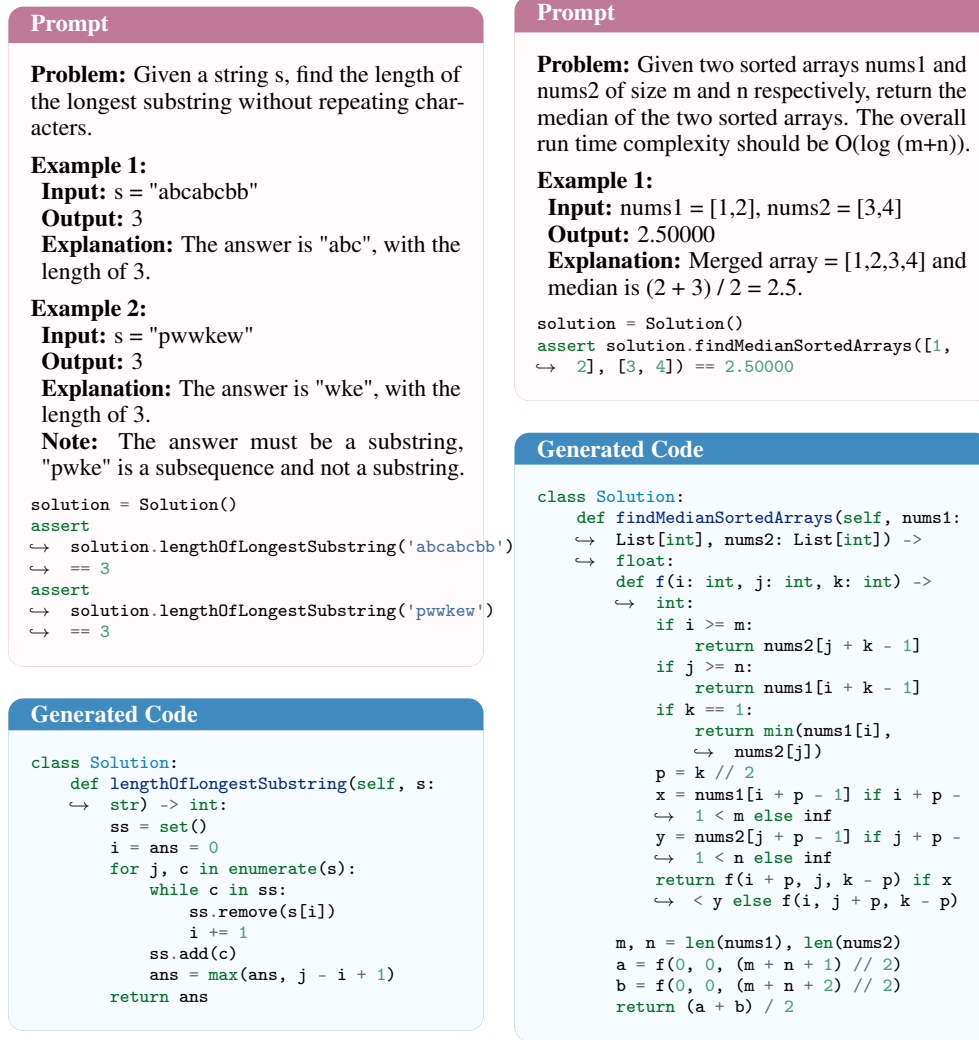 Prompt
Problem: Given a string s, find the length of
the longest substring without repeating char-
acters.
Example 1:
Input: s = "abcabcbb"
Output: 3
Explanation: The answer is "abc", with the
length of 3.
Example 2:
Input: s = "pwwkew"
Output: 3
Explanation: The answer is "wke", with the
length of 3.
Note: The answer must be a substring,
"pwke" is a subsequence and not a substring.
solution = Solution()
assert
↪ solution.lengthOfLongestSubstring('abcabcbb')
↪ == 3
assert
↪ solution.lengthOfLongestSubstring('pwwkew')
↪ == 3
Generated Code
class Solution:
    def lengthOfLongestSubstring(self, s:
    ↪ str) -> int:
        ss = set()
        i = ans = 0
        for j, c in enumerate(s):
            while c in ss:
                ss.remove(s[i])
                i += 1
            ss.add(c)
            ans = max(ans, j - i + 1)
        return ans
Prompt
Problem: Given two sorted arrays nums1 and
nums2 of size m and n respectively, return the
median of the two sorted arrays. The overall
run time complexity should be O(log (m+n)).
Example 1:
Input: nums1 = [1,2], nums2 = [3,4]
Output: 2.50000
Explanation: Merged array = [1,2,3,4] and
median is (2 + 3) / 2 = 2.5.
solution = Solution()
assert solution.findMedianSortedArrays([1,
↪ 2], [3, 4]) == 2.50000
Generated Code
class Solution:
    def findMedianSortedArrays(self, nums1:
    ↪ List[int], nums2: List[int]) ->
    ↪ float:
        def f(i: int, j: int, k: int) ->
        ↪ int:
            if i >= m:
                return nums2[j + k - 1]
            if j >= n:
                return nums1[i + k - 1]
            if k == 1:
                return min(nums1[i],
                ↪ nums2[j])
            p = k // 2
            x = nums1[i + p - 1] if i + p -
            ↪ 1 < m else inf
            y = nums2[j + p - 1] if j + p -
            ↪ 1 < n else inf
            return f(i + p, j, k - p) if x
            ↪ < y else f(i, j + p, k - p)
        m, n = len(nums1), len(nums2)
        a = f(0, 0, (m + n + 1) // 2)
        b = f(0, 0, (m + n + 2) // 2)
        return (a + b) / 2